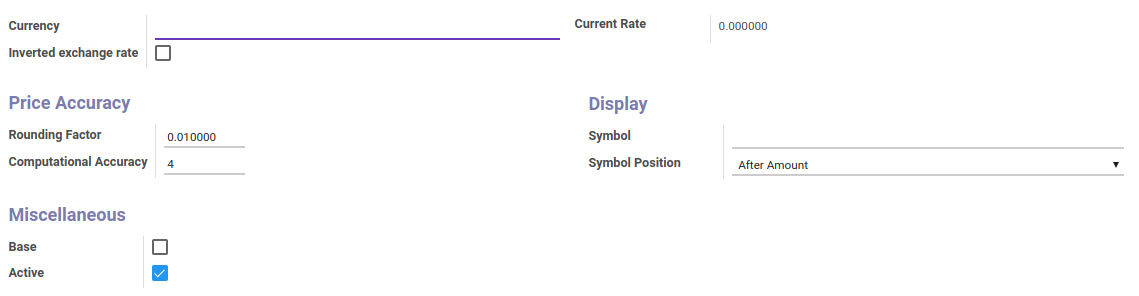 Currency
Current Rate 0.000000
Inverted exchange rate
Price Accuracy
Rounding Factor 0.010000
Computational Accuracy 4
Display
Symbol
Symbol Position After Amount
Miscellaneous
Base
Active